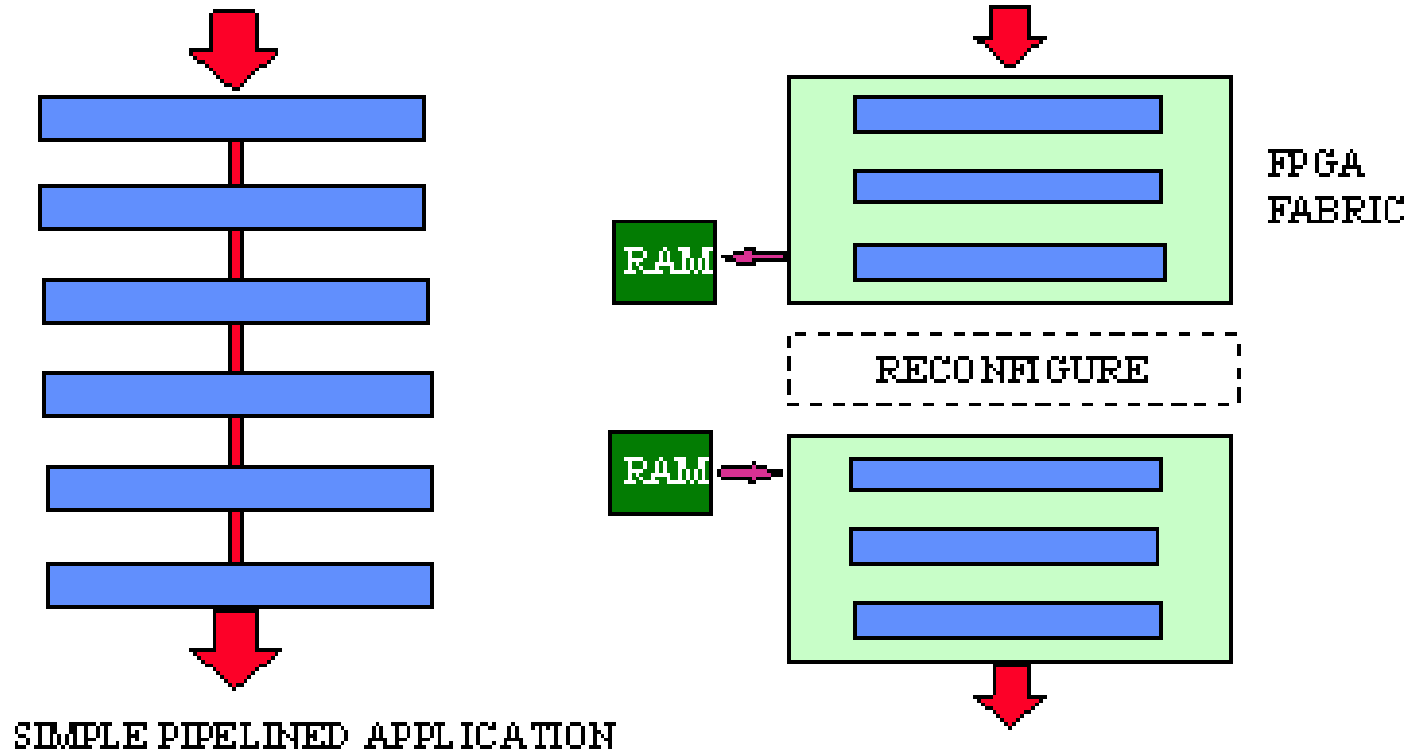 FPGA
FABRIC
RAM
RECONFIGURE
RAM
SIMPLE PIPELINED APPLICATION